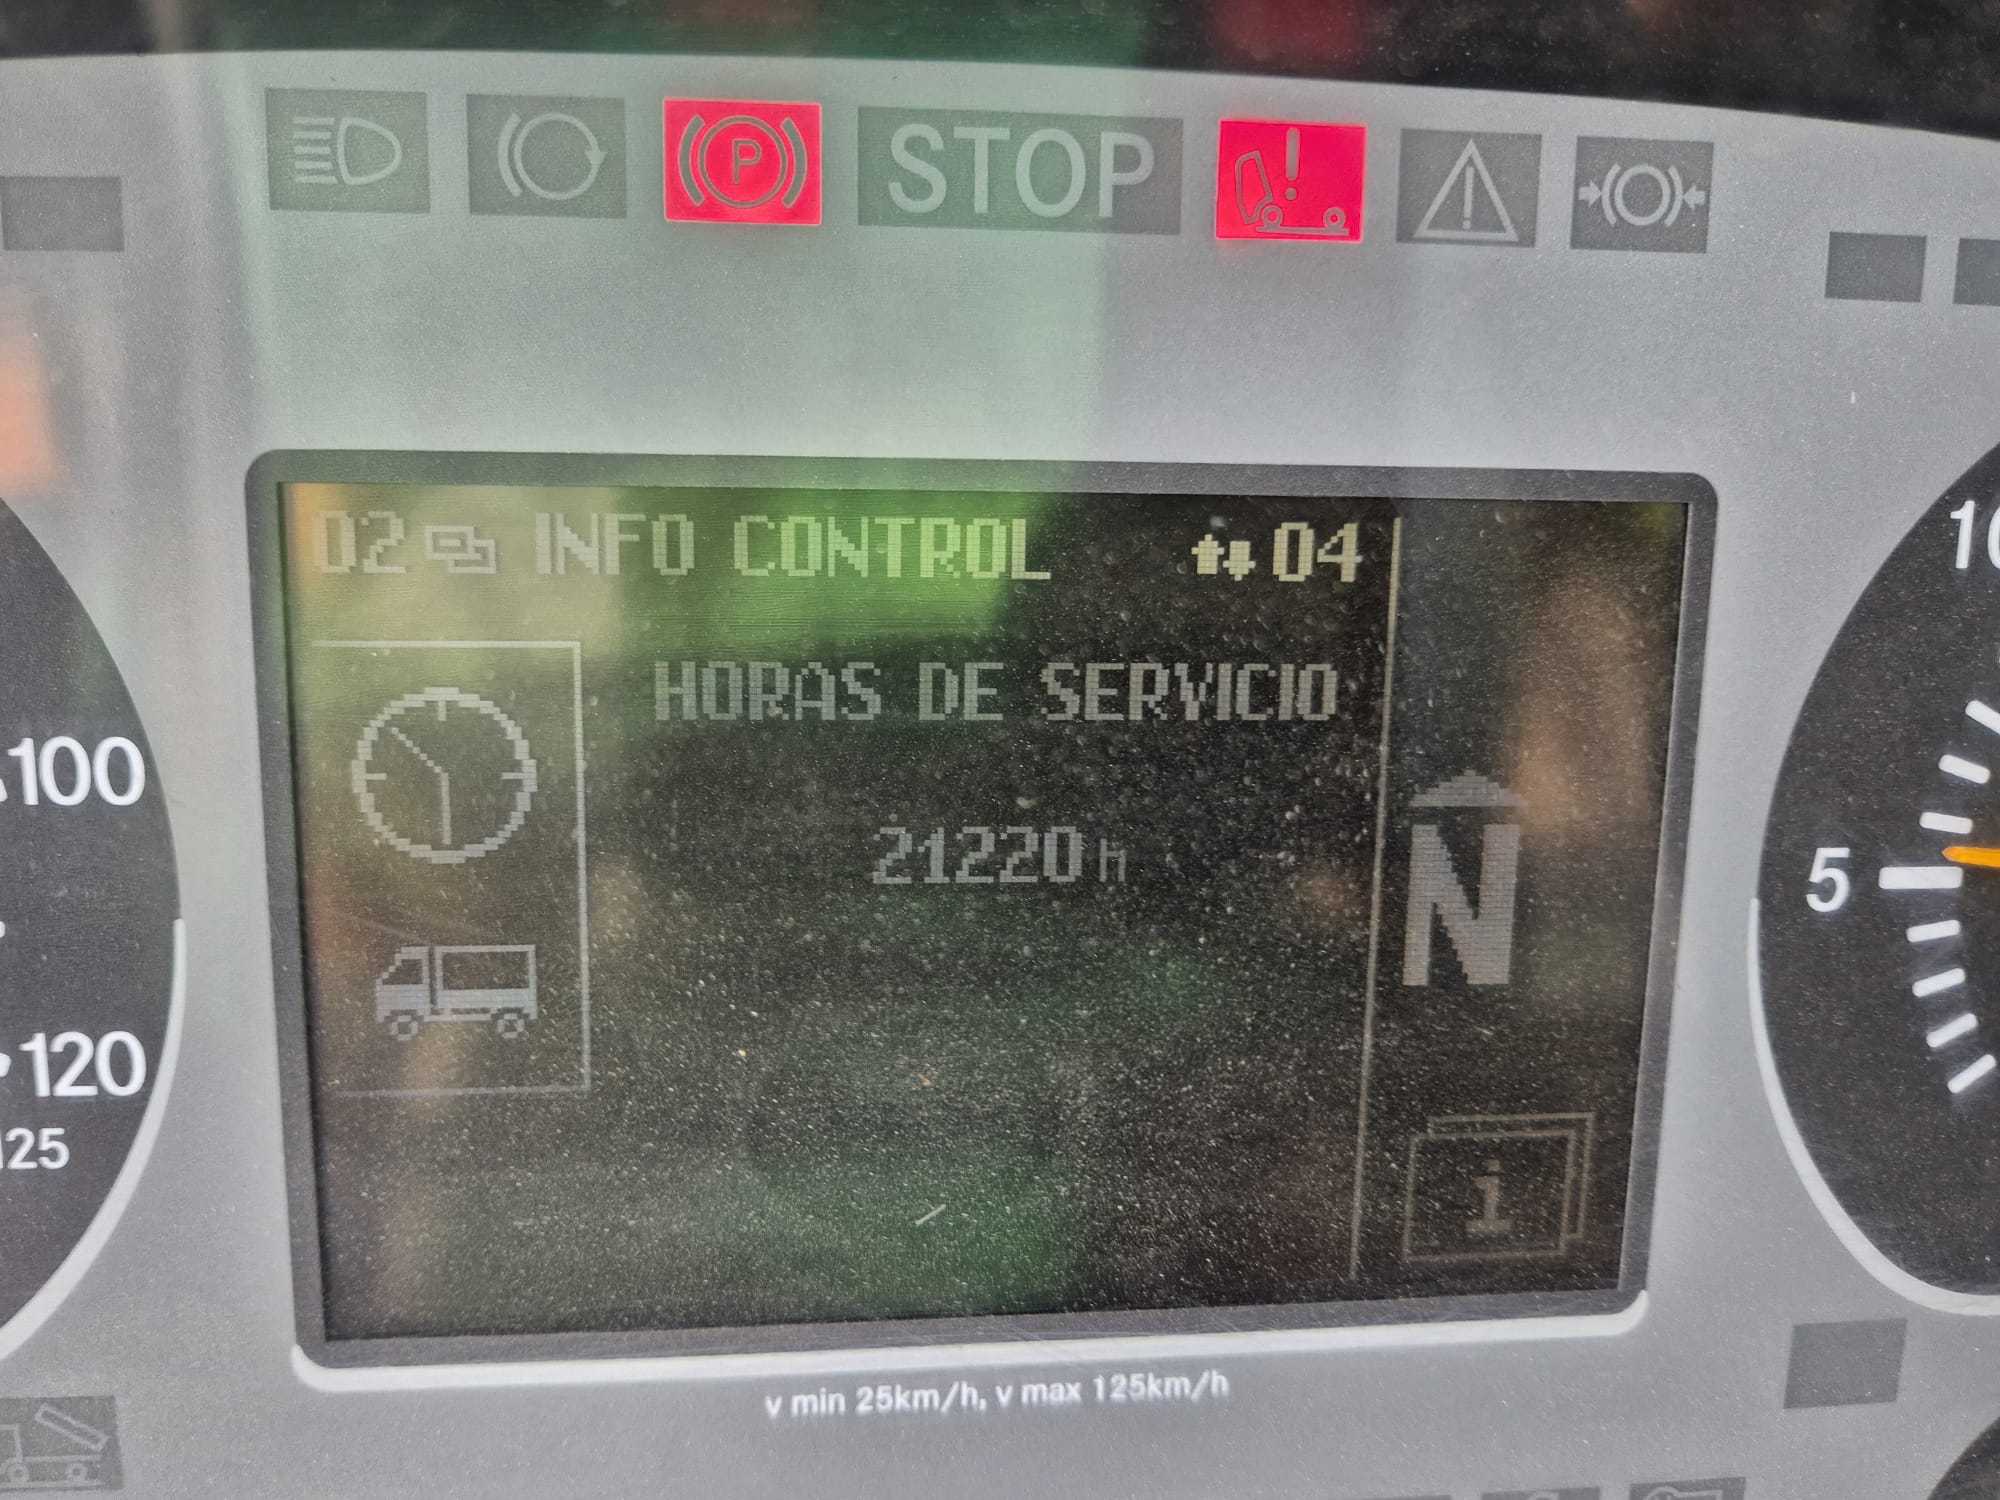 P
STOP
02 INFO CONTROL 04
HORAS DE SERVICIO
21220 h
N
i
100
120
125
10
5
v min 25km/h, v max 125km/h